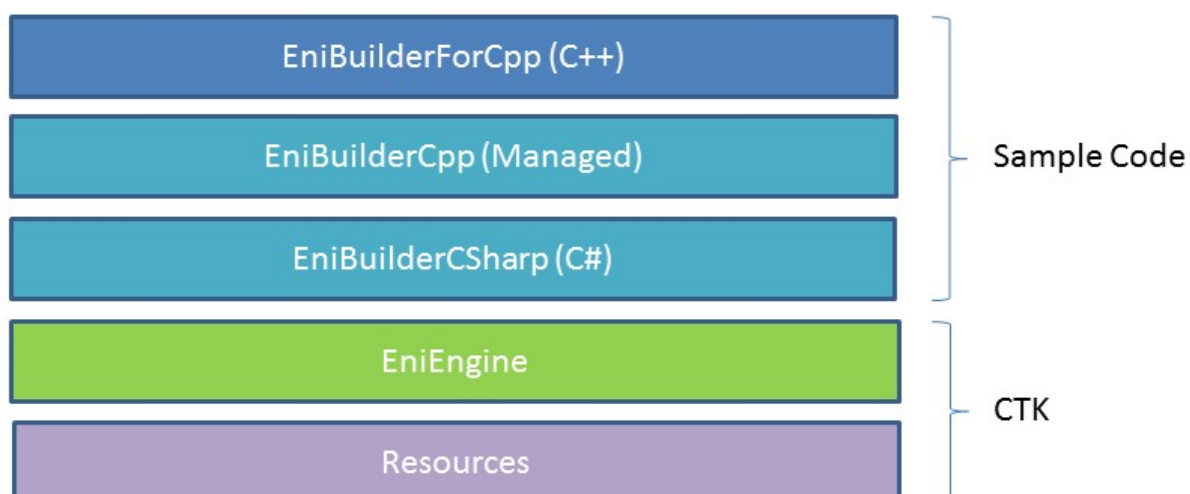 EniBuilderForCpp (C++)
EniBuilderCpp (Managed)
Sample Code
EniBuilderCSharp (C#)
EniEngine
CTK
Resources